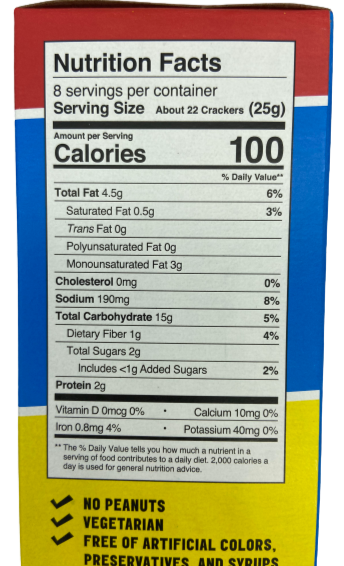 Nutrition Facts
8 servings per container
Serving Size About 22 Crackers (25g)
Amount per Serving
Calories 100
% Daily Value**
Total Fat 4.5g 6%
Saturated Fat 0.5g 3%
Trans Fat 0g
Polyunsaturated Fat 0g
Monounsaturated Fat 3g
Cholesterol 0mg 0%
Sodium 190mg 8%
Total Carbohydrate 15g 5%
Dietary Fiber 1g 4%
Total Sugars 2g
Includes <1g Added Sugars 2%
Protein 2g
Vitamin D 0mcg 0% • Calcium 10mg 0%
Iron 0.8mg 4% • Potassium 40mg 0%
** The % Daily Value tells you how much a nutrient in a
serving of food contributes to a daily diet. 2,000 calories a
day is used for general nutrition advice.
NO PEANUTS
VEGETARIAN
FREE OF ARTIFICIAL COLORS,
PRESERVATIVES, AND SYRUPS